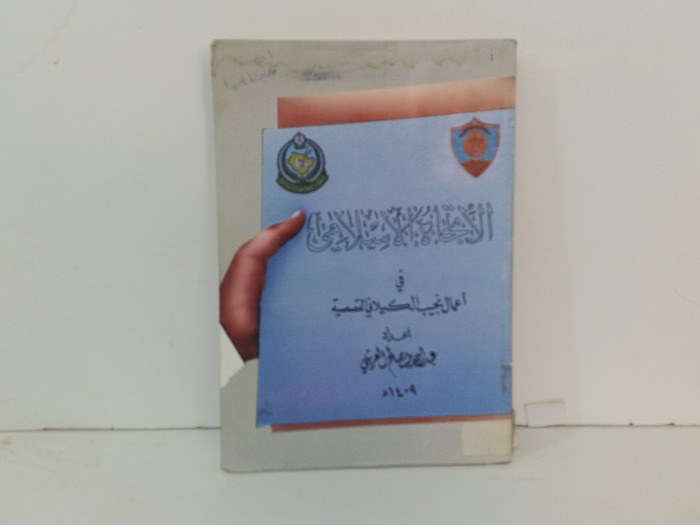 الاتجاه الإسلامي
في
أعمال نجيب الكيلاني القصصية
إعداد
عبدالله بن صالح العريني
١٤٠٩هـ